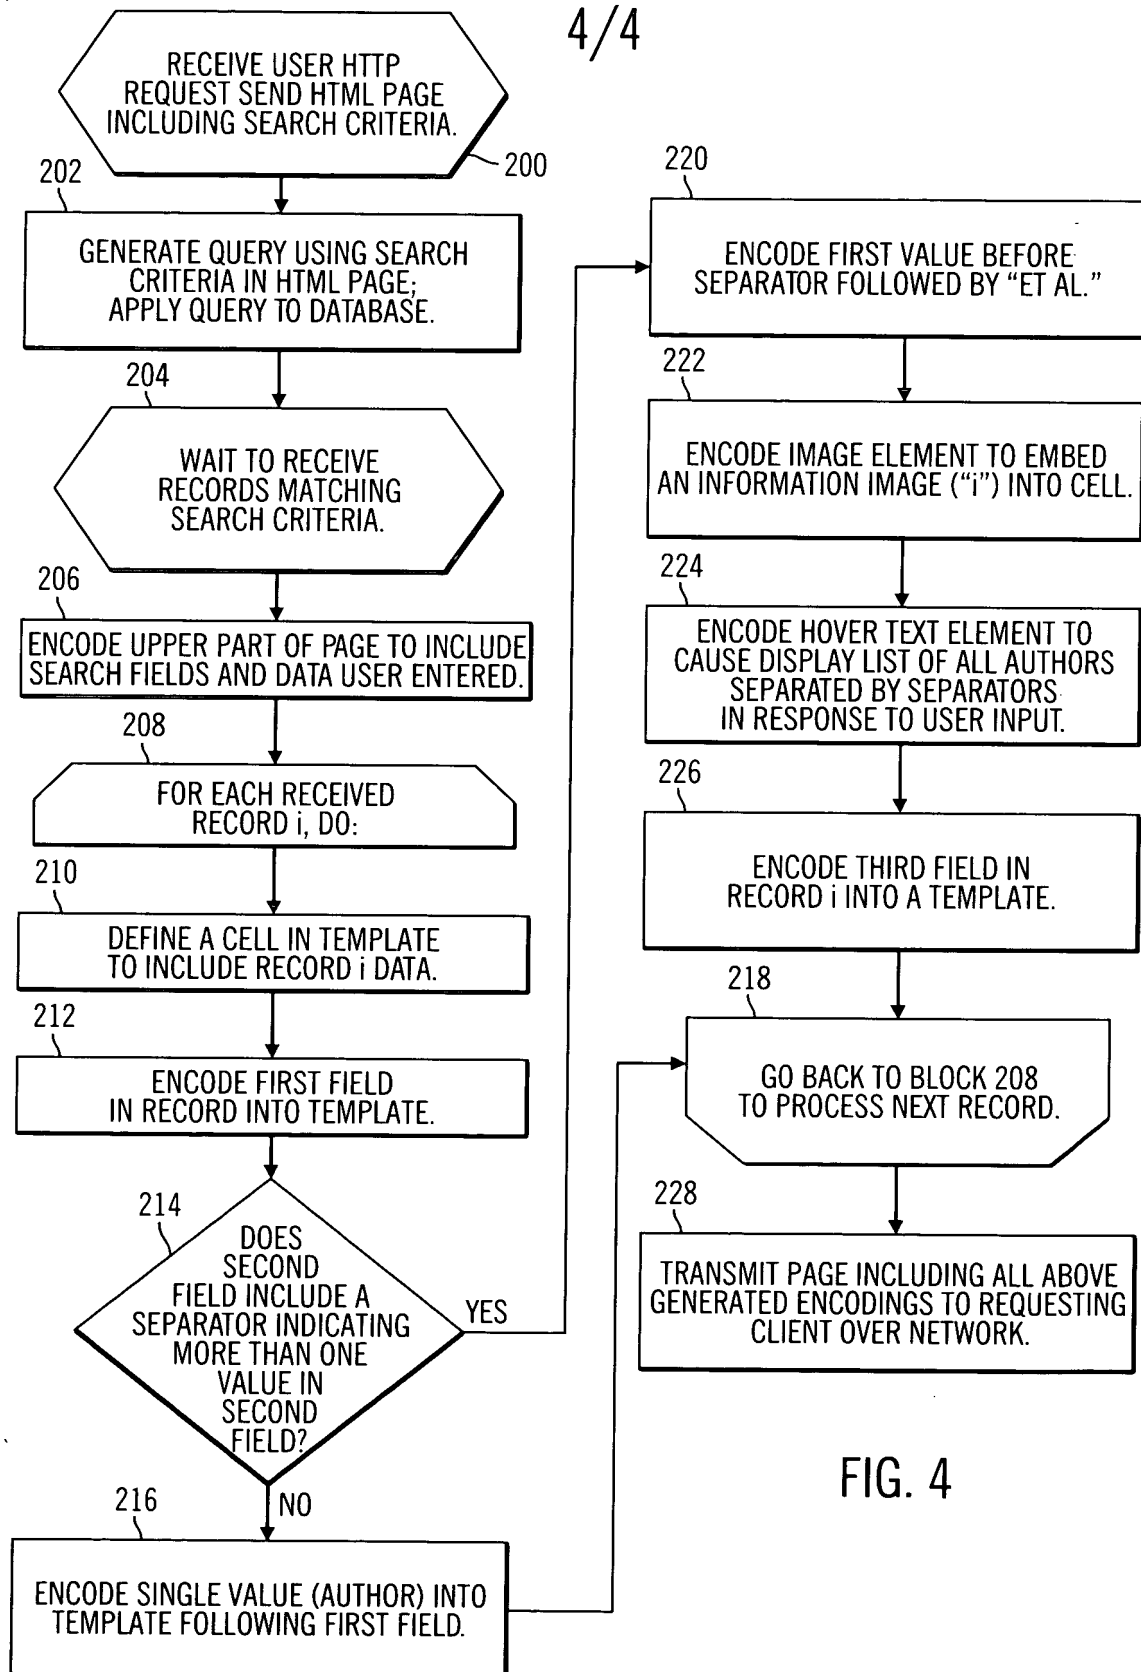 4/4
RECEIVE USER HTTP
REQUEST SEND HTML PAGE
INCLUDING SEARCH CRITERIA.
200
202
GENERATE QUERY USING SEARCH
CRITERIA IN HTML PAGE;
APPLY QUERY TO DATABASE.
204
WAIT TO RECEIVE
RECORDS MATCHING
SEARCH CRITERIA.
206
ENCODE UPPER PART OF PAGE TO INCLUDE
SEARCH FIELDS AND DATA USER ENTERED.
208
FOR EACH RECEIVED
RECORD i, DO:
210
DEFINE A CELL IN TEMPLATE
TO INCLUDE RECORD i DATA.
212
ENCODE FIRST FIELD
IN RECORD INTO TEMPLATE.
214
DOES
SECOND
FIELD INCLUDE A
SEPARATOR INDICATING
MORE THAN ONE
VALUE IN
SECOND
FIELD?
YES
NO
216
ENCODE SINGLE VALUE (AUTHOR) INTO
TEMPLATE FOLLOWING FIRST FIELD.
220
ENCODE FIRST VALUE BEFORE
SEPARATOR FOLLOWED BY “ET AL.”
222
ENCODE IMAGE ELEMENT TO EMBED
AN INFORMATION IMAGE (“i”) INTO CELL.
224
ENCODE HOVER TEXT ELEMENT TO
CAUSE DISPLAY LIST OF ALL AUTHORS
SEPARATED BY SEPARATORS
IN RESPONSE TO USER INPUT.
226
ENCODE THIRD FIELD IN
RECORD i INTO A TEMPLATE.
218
GO BACK TO BLOCK 208
TO PROCESS NEXT RECORD.
228
TRANSMIT PAGE INCLUDING ALL ABOVE
GENERATED ENCODINGS TO REQUESTING
CLIENT OVER NETWORK.
FIG. 4